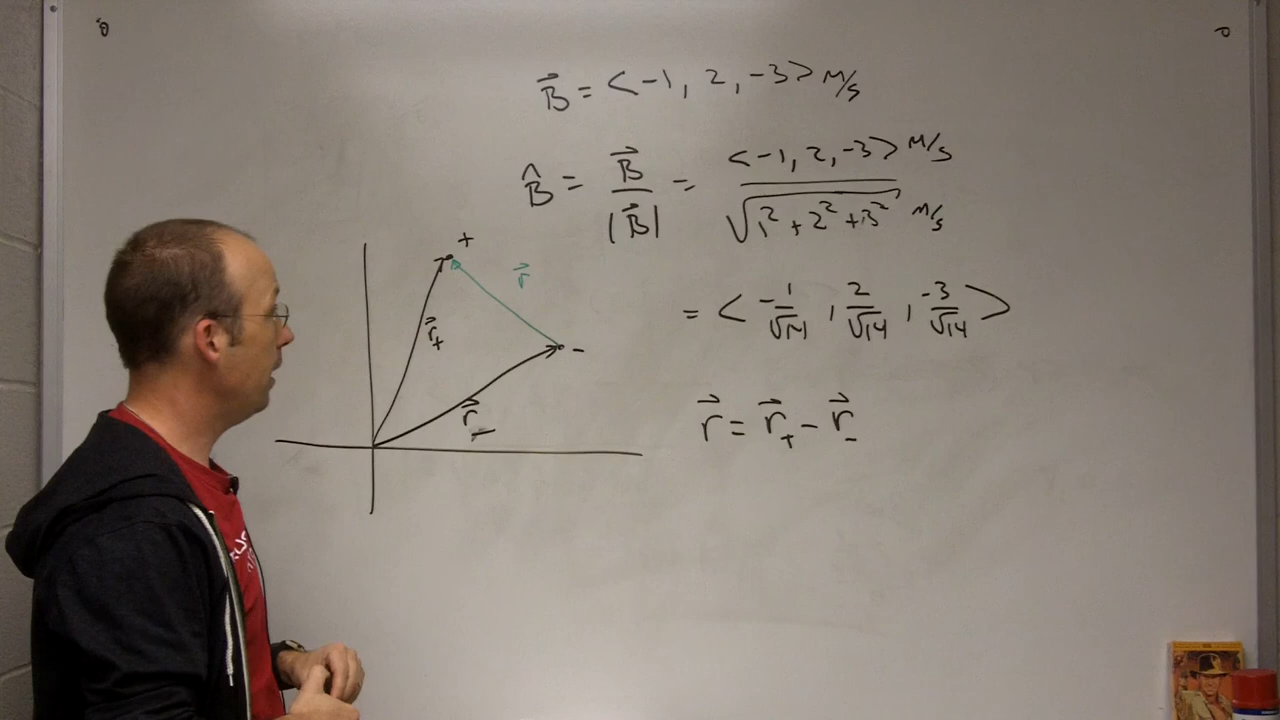 B⃗ = <-1, 2, -3> m/s
B̂ = B⃗ / |B⃗| = <-1, 2, -3> m/s / √(1² + 2² + 3²) m/s
= <-1/√14, 2/√14, -3/√14>
+
r⃗
r⃗₊
-
r⃗₋
r⃗ = r⃗₊ - r⃗₋